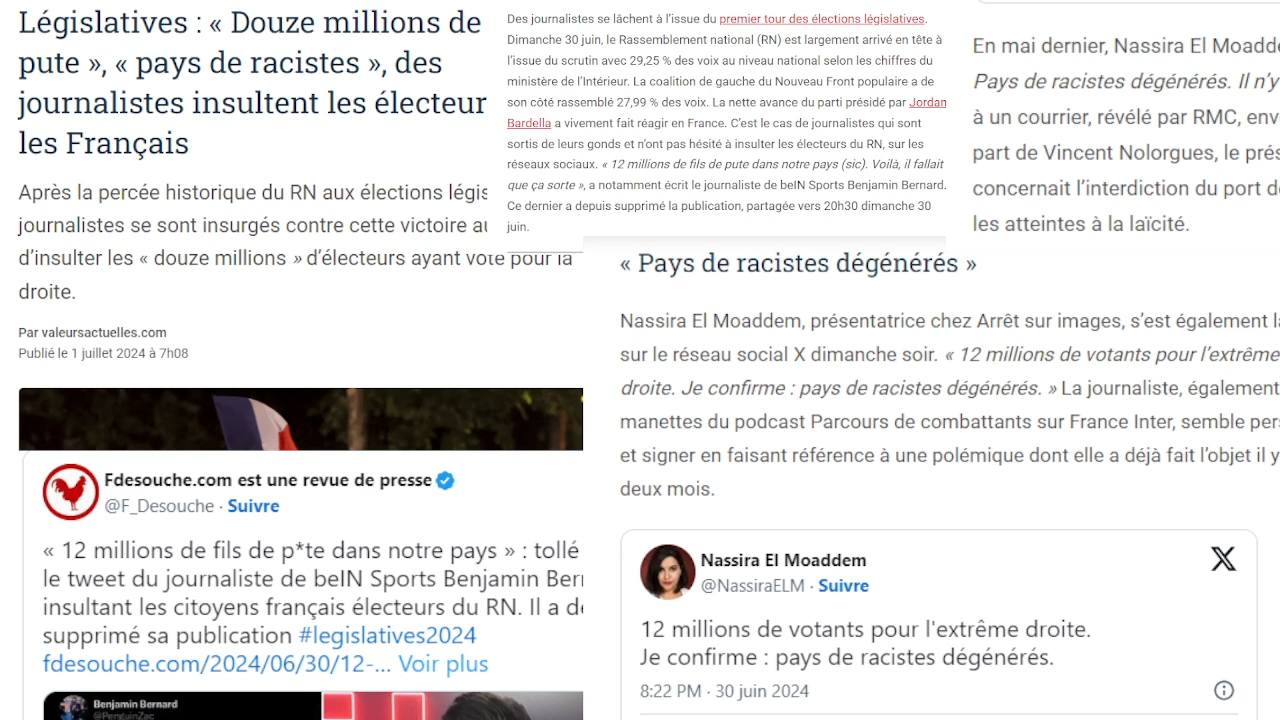 Législatives : « Douze millions de
pute », « pays de racistes », des
journalistes insultent les électeur
les Français
Après la percée historique du RN aux élections légis
journalistes se sont insurgés contre cette victoire au
d'insulter les « douze millions » d'électeurs ayant voté pour la
droite.
Par valeursactuelles.com
Publié le 1 juillet 2024 à 7h08
Fdesouche.com est une revue de presse
@F_Desouche · Suivre
« 12 millions de fils de p*te dans notre pays » : tollé
le tweet du journaliste de beIN Sports Benjamin Ber
insultant les citoyens français électeurs du RN. Il a dé
supprimé sa publication #legislatives2024
fdesouche.com/2024/06/30/12-... Voir plus
Benjamin Bernard
@PenguinZac
Des journalistes se lâchent à l'issue du premier tour des élections législatives.
Dimanche 30 juin, le Rassemblement national (RN) est largement arrivé en tête à
l'issue du scrutin avec 29,25 % des voix au niveau national selon les chiffres du
ministère de l'Intérieur. La coalition de gauche du Nouveau Front populaire a de
son côté rassemblé 27,99 % des voix. La nette avance du parti présidé par Jordan
Bardella a vivement fait réagir en France. C'est le cas de journalistes qui sont
sortis de leurs gonds et n'ont pas hésité à insulter les électeurs du RN, sur les
réseaux sociaux. « 12 millions de fils de pute dans notre pays (sic). Voilà, il fallait
que ça sorte », a notamment écrit le journaliste de beIN Sports Benjamin Bernard.
Ce dernier a depuis supprimé la publication, partagée vers 20h30 dimanche 30
juin.
En mai dernier, Nassira El Moadde
Pays de racistes dégénérés. Il n'y
à un courrier, révélé par RMC, env
part de Vincent Nolorgues, le prés
concernait l'interdiction du port de
les atteintes à la laïcité.
« Pays de racistes dégénérés »
Nassira El Moaddem, présentatrice chez Arrêt sur images, s'est également l
sur le réseau social X dimanche soir. « 12 millions de votants pour l'extrême
droite. Je confirme : pays de racistes dégénérés. » La journaliste, également
manettes du podcast Parcours de combattants sur France Inter, semble per
et signer en faisant référence à une polémique dont elle a déjà fait l'objet il y
deux mois.
Nassira El Moaddem
@NassiraELM · Suivre
12 millions de votants pour l'extrême droite.
Je confirme : pays de racistes dégénérés.
8:22 PM · 30 juin 2024